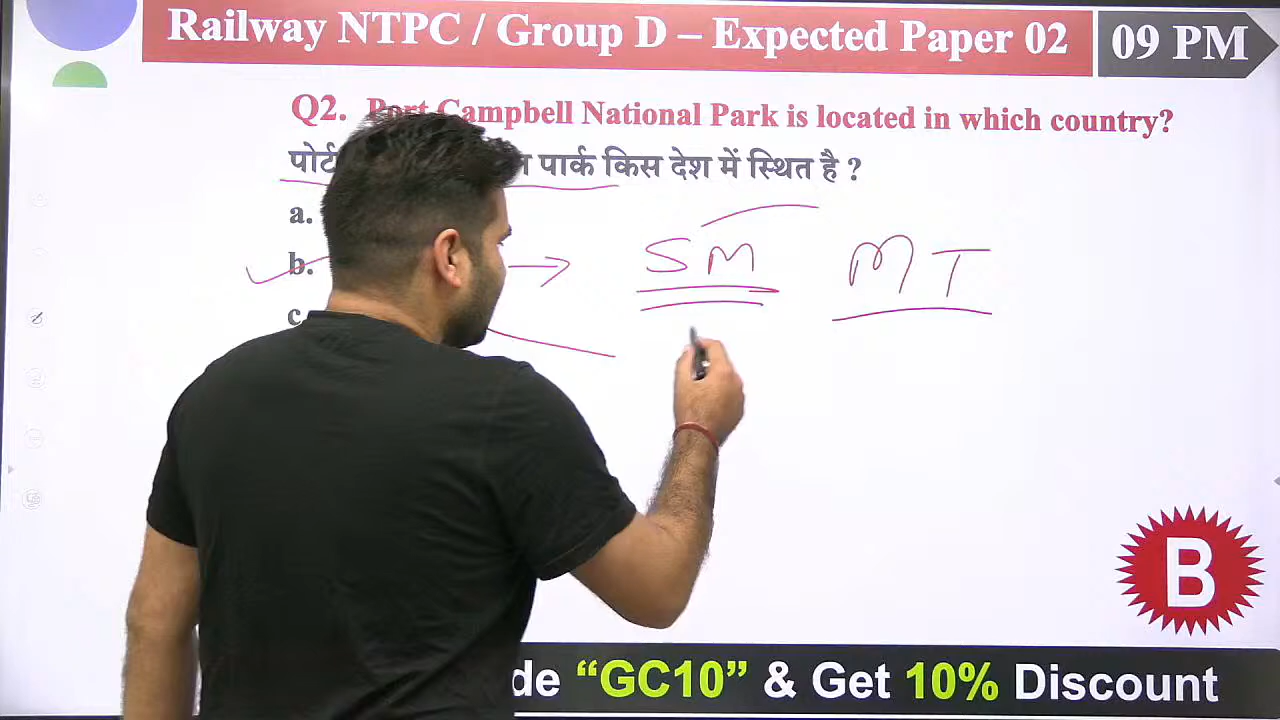 Railway NTPC / Group D – Expected Paper 02
09 PM
Q2. Port Campbell National Park is located in which country?
पोर्ट पार्क किस देश में स्थित है ?
a.
b. → SM MT
c.
B
“GC10” & Get 10% Discount